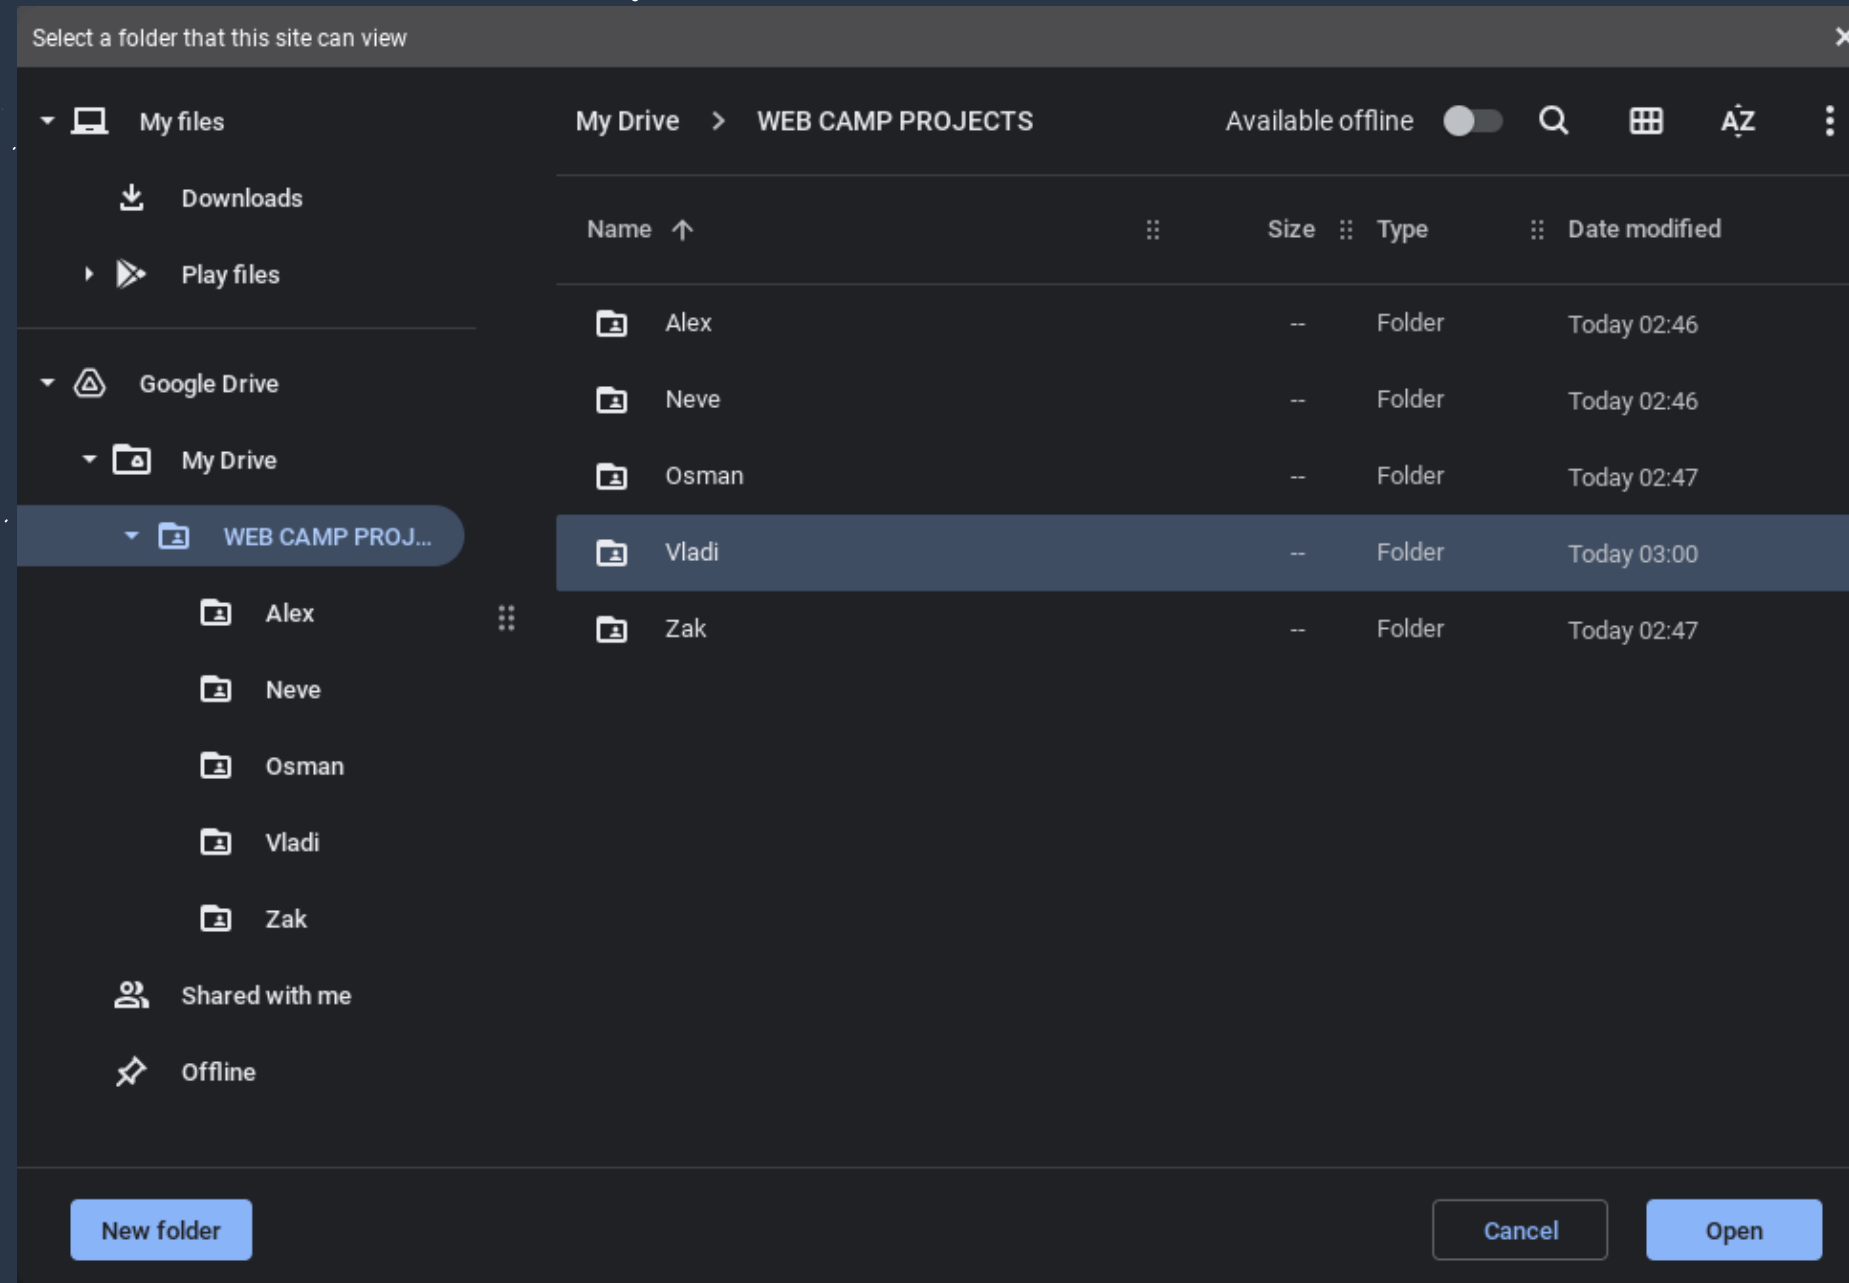 Select a folder that this site can view
My files
Downloads
Play files
Google Drive
My Drive
WEB CAMP PROJ...
Alex
Neve
Osman
Vladi
Zak
Shared with me
Offline
My Drive > WEB CAMP PROJECTS Available offline AZ
Name Size Type Date modified
Alex -- Folder Today 02:46
Neve -- Folder Today 02:46
Osman -- Folder Today 02:47
Vladi -- Folder Today 03:00
Zak -- Folder Today 02:47
New folder Cancel Open